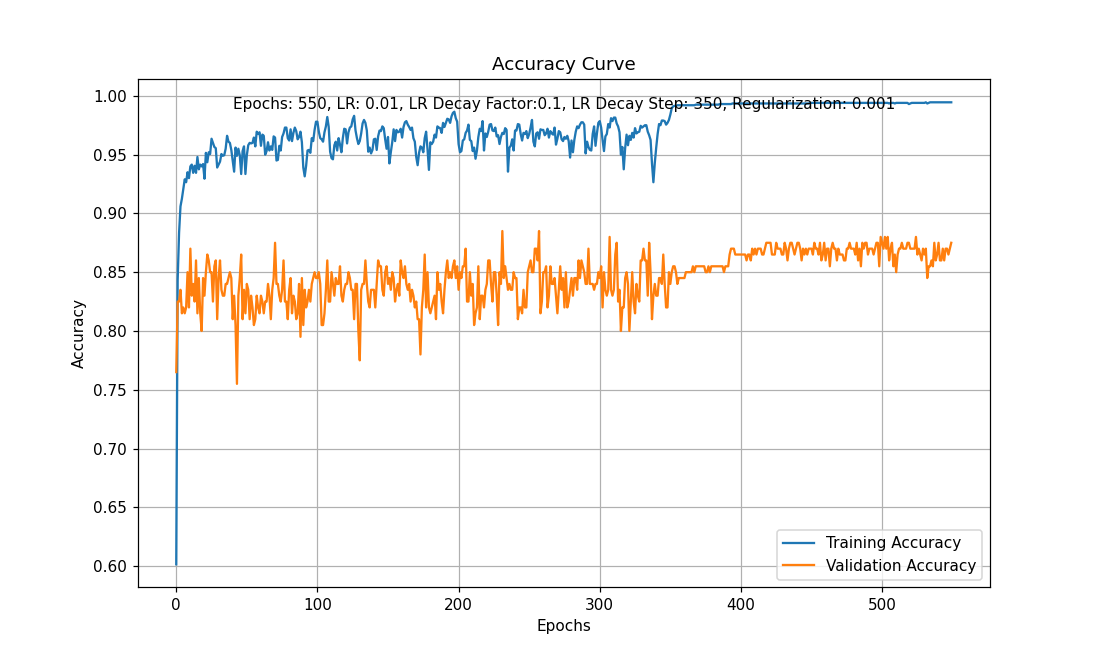 Accuracy Curve
Epochs: 550, LR: 0.01, LR Decay Factor:0.1, LR Decay Step: 350, Regularization: 0.001
1.00
0.95
0.90
0.85
0.80
0.75
0.70
0.65
0.60
Accuracy
0 100 200 300 400 500
Epochs
Training Accuracy
Validation Accuracy